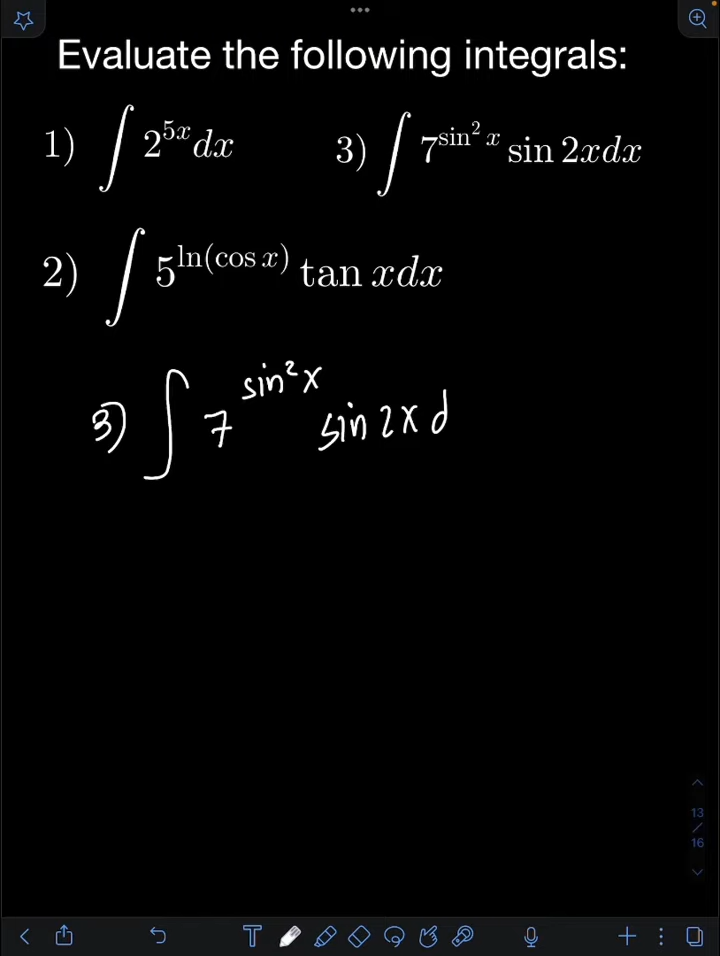 Evaluate the following integrals:
1) ∫ 2^{5x} dx
3) ∫ 7^{sin² x} sin 2x dx
2) ∫ 5^{ln(cos x)} tan x dx
3) ∫ 7^{sin² x} sin 2x d
13
/
16
T